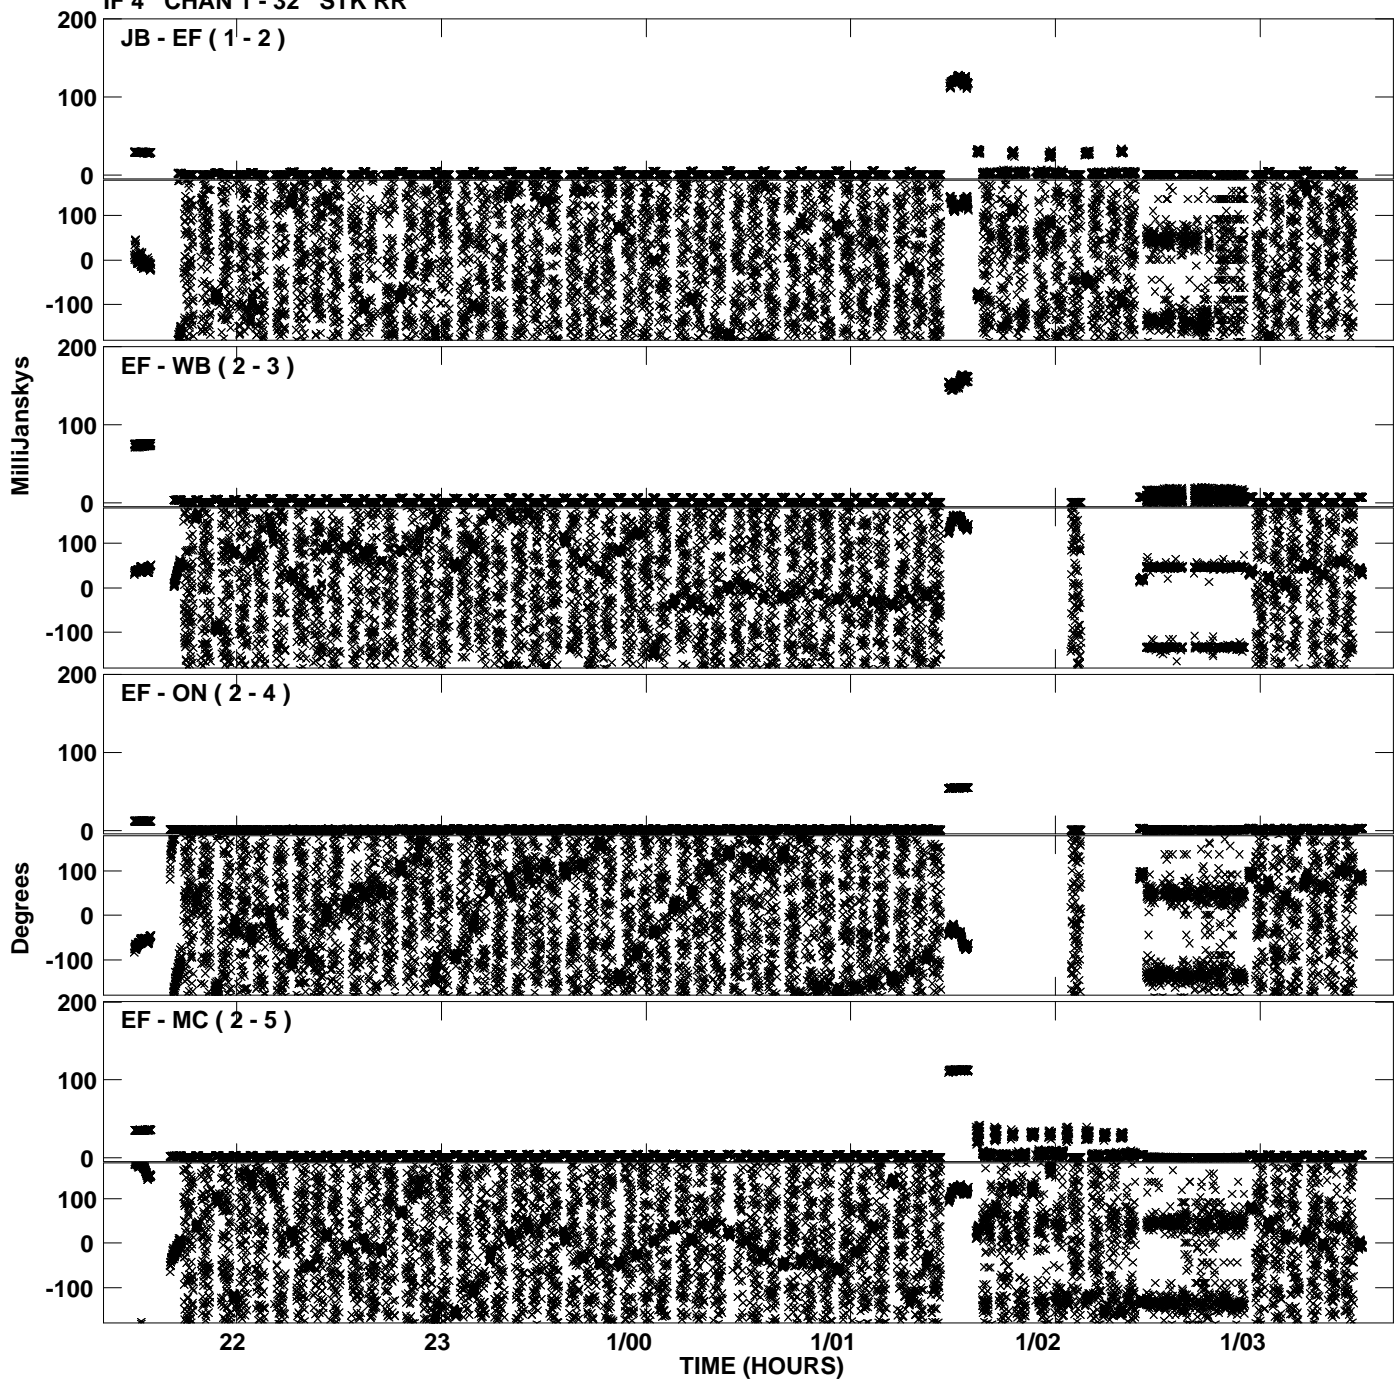 IF 4 CHAN 1 - 32 STK RR
200
JB - EF ( 1 - 2 )
100
0
100
0
-100
200
EF - WB ( 2 - 3 )
100
0
100
0
-100
MilliJanskys
200
EF - ON ( 2 - 4 )
100
0
100
0
-100
Degrees
200
EF - MC ( 2 - 5 )
100
0
100
0
-100
22 23 1/00 1/01 1/02 1/03
TIME (HOURS)